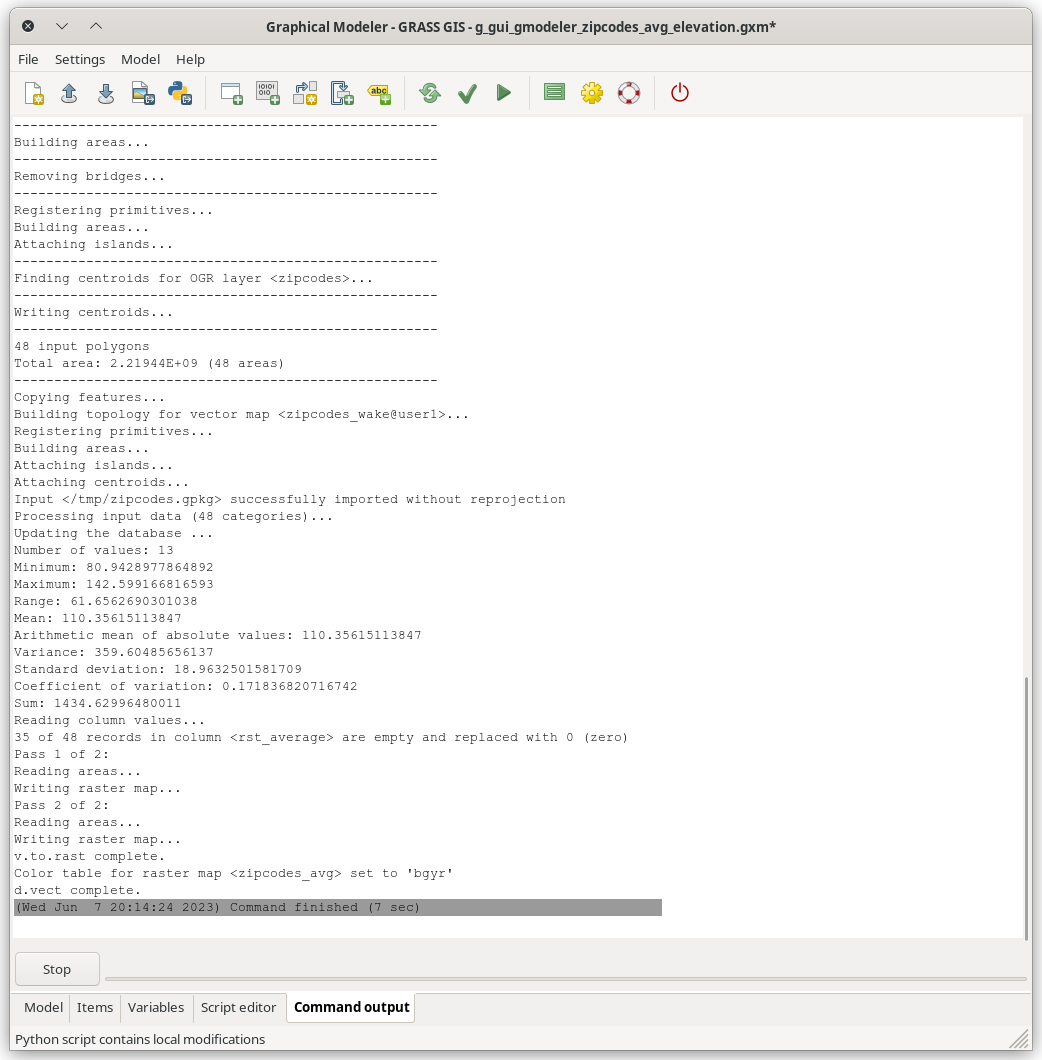 Graphical Modeler - GRASS GIS - g_gui_gmodeler_zipcodes_avg_elevation.gxm*
File Settings Model Help
-----------------------------------------------------
Building areas...
-----------------------------------------------------
Removing bridges...
-----------------------------------------------------
Registering primitives...
Building areas...
Attaching islands...
-----------------------------------------------------
Finding centroids for OGR layer <zipcodes>...
-----------------------------------------------------
Writing centroids...
-----------------------------------------------------
48 input polygons
Total area: 2.21944E+09 (48 areas)
-----------------------------------------------------
Copying features...
Building topology for vector map <zipcodes_wake@user1>...
Registering primitives...
Building areas...
Attaching islands...
Attaching centroids...
Input </tmp/zipcodes.gpkg> successfully imported without reprojection
Processing input data (48 categories)...
Updating the database ...
Number of values: 13
Minimum: 80.9428977864892
Maximum: 142.599166816593
Range: 61.6562690301038
Mean: 110.35615113847
Arithmetic mean of absolute values: 110.35615113847
Variance: 359.60485656137
Standard deviation: 18.9632501581709
Coefficient of variation: 0.171836820716742
Sum: 1434.62996480011
Reading column values...
35 of 48 records in column <rst_average> are empty and replaced with 0 (zero)
Pass 1 of 2:
Reading areas...
Writing raster map...
Pass 2 of 2:
Reading areas...
Writing raster map...
v.to.rast complete.
Color table for raster map <zipcodes_avg> set to 'bgyr'
d.vect complete.
(Wed Jun  7 20:14:24 2023) Command finished (7 sec)
Stop
Model Items Variables Script editor Command output
Python script contains local modifications